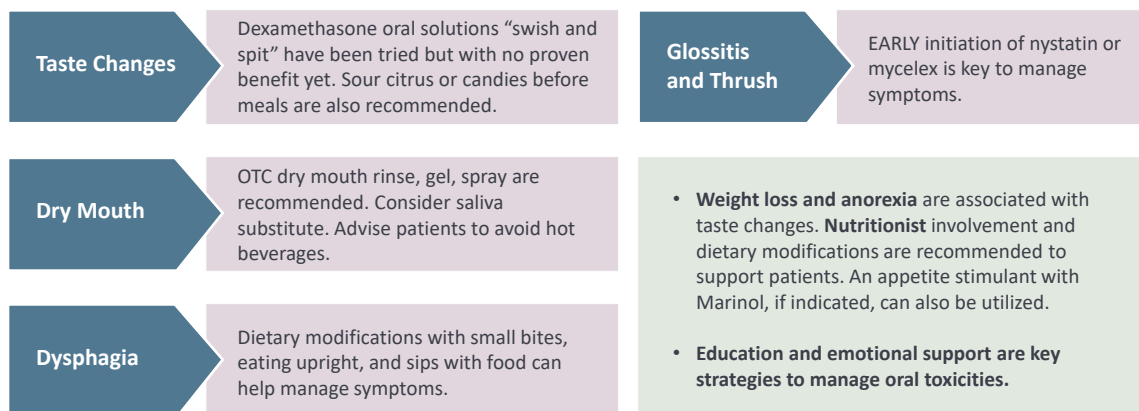 Taste Changes
Dexamethasone oral solutions “swish and
spit” have been tried but with no proven
benefit yet. Sour citrus or candies before
meals are also recommended.
Glossitis
and Thrush
EARLY initiation of nystatin or
mycelex is key to manage
symptoms.
Dry Mouth
OTC dry mouth rinse, gel, spray are
recommended. Consider saliva
substitute. Advise patients to avoid hot
beverages.
Dysphagia
Dietary modifications with small bites,
eating upright, and sips with food can
help manage symptoms.
• Weight loss and anorexia are associated with
taste changes. Nutritionist involvement and
dietary modifications are recommended to
support patients. An appetite stimulant with
Marinol, if indicated, can also be utilized.
• Education and emotional support are key
strategies to manage oral toxicities.